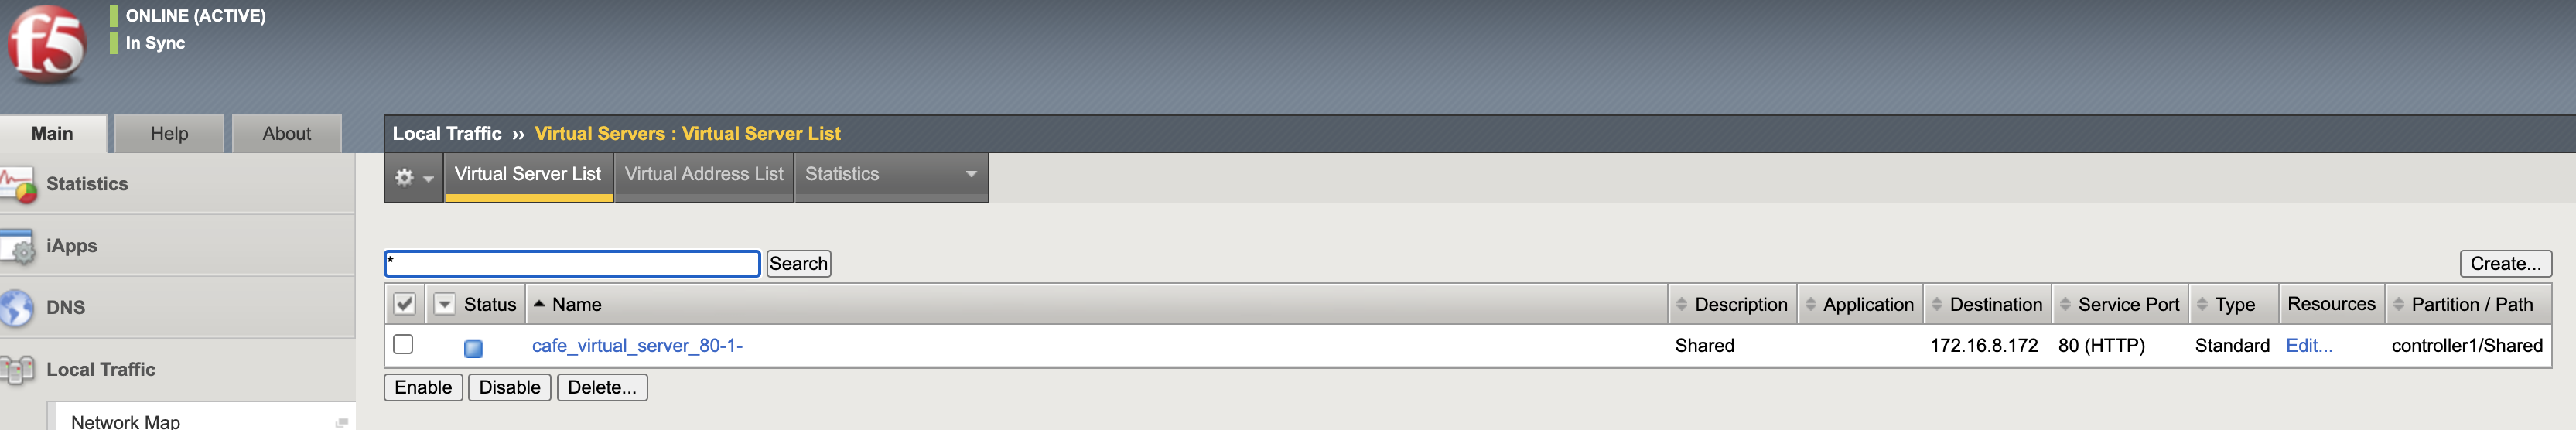 f5
ONLINE (ACTIVE)
In Sync
Main Help About
Local Traffic ›› Virtual Servers : Virtual Server List
Virtual Server List Virtual Address List Statistics
Statistics
iApps
DNS
Local Traffic
Network Map
* Search Create...
Status Name Description Application Destination Service Port Type Resources Partition / Path
cafe_virtual_server_80-1- Shared 172.16.8.172 80 (HTTP) Standard Edit... controller1/Shared
Enable Disable Delete...